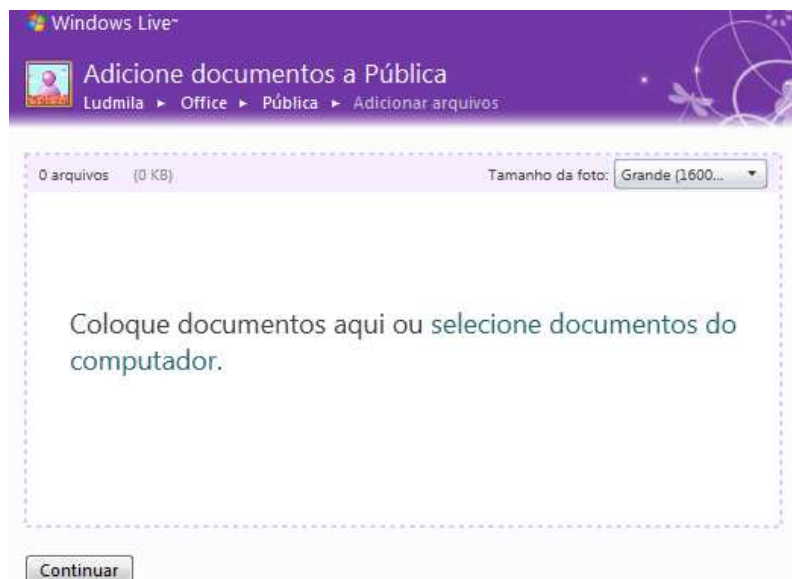 Windows Live™
Adicione documentos a Pública
Ludmila ► Office ► Pública ► Adicionar arquivos
0 arquivos (0 KB) Tamanho da foto: Grande (1600...
Coloque documentos aqui ou selecione documentos do
computador.
Continuar